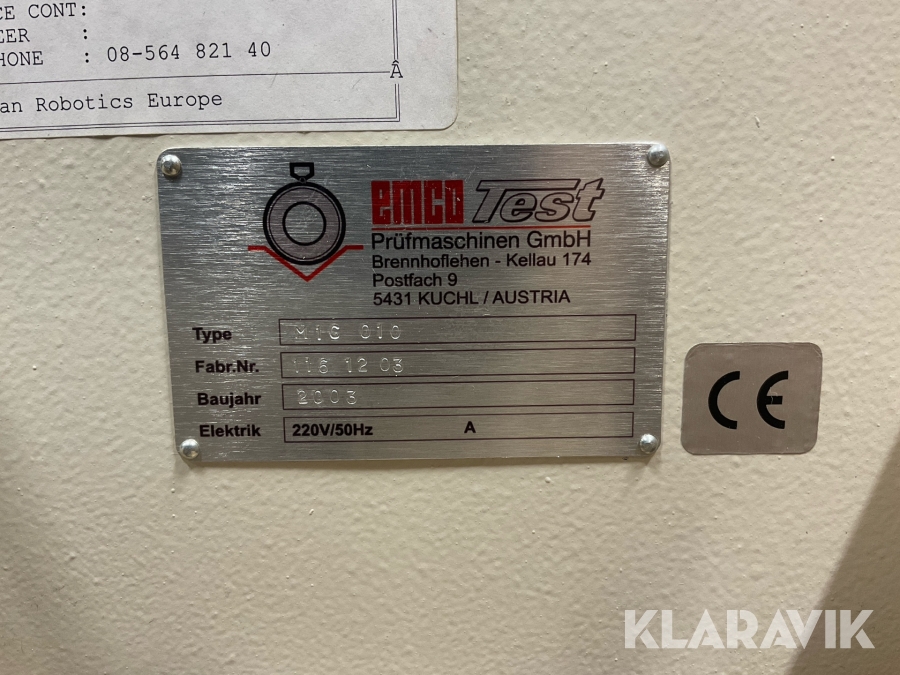 CE CONT:
CER :
HONE : 08-564 821 40
Â
an Robotics Europe
emco Test
Prüfmaschinen GmbH
Brennhoflehen - Kellau 174
Postfach 9
5431 KUCHL / AUSTRIA
Type M1C 010
Fabr.Nr. 116 12 03
Baujahr 2003
Elektrik 220V/50Hz A
CE
KLARAVIK